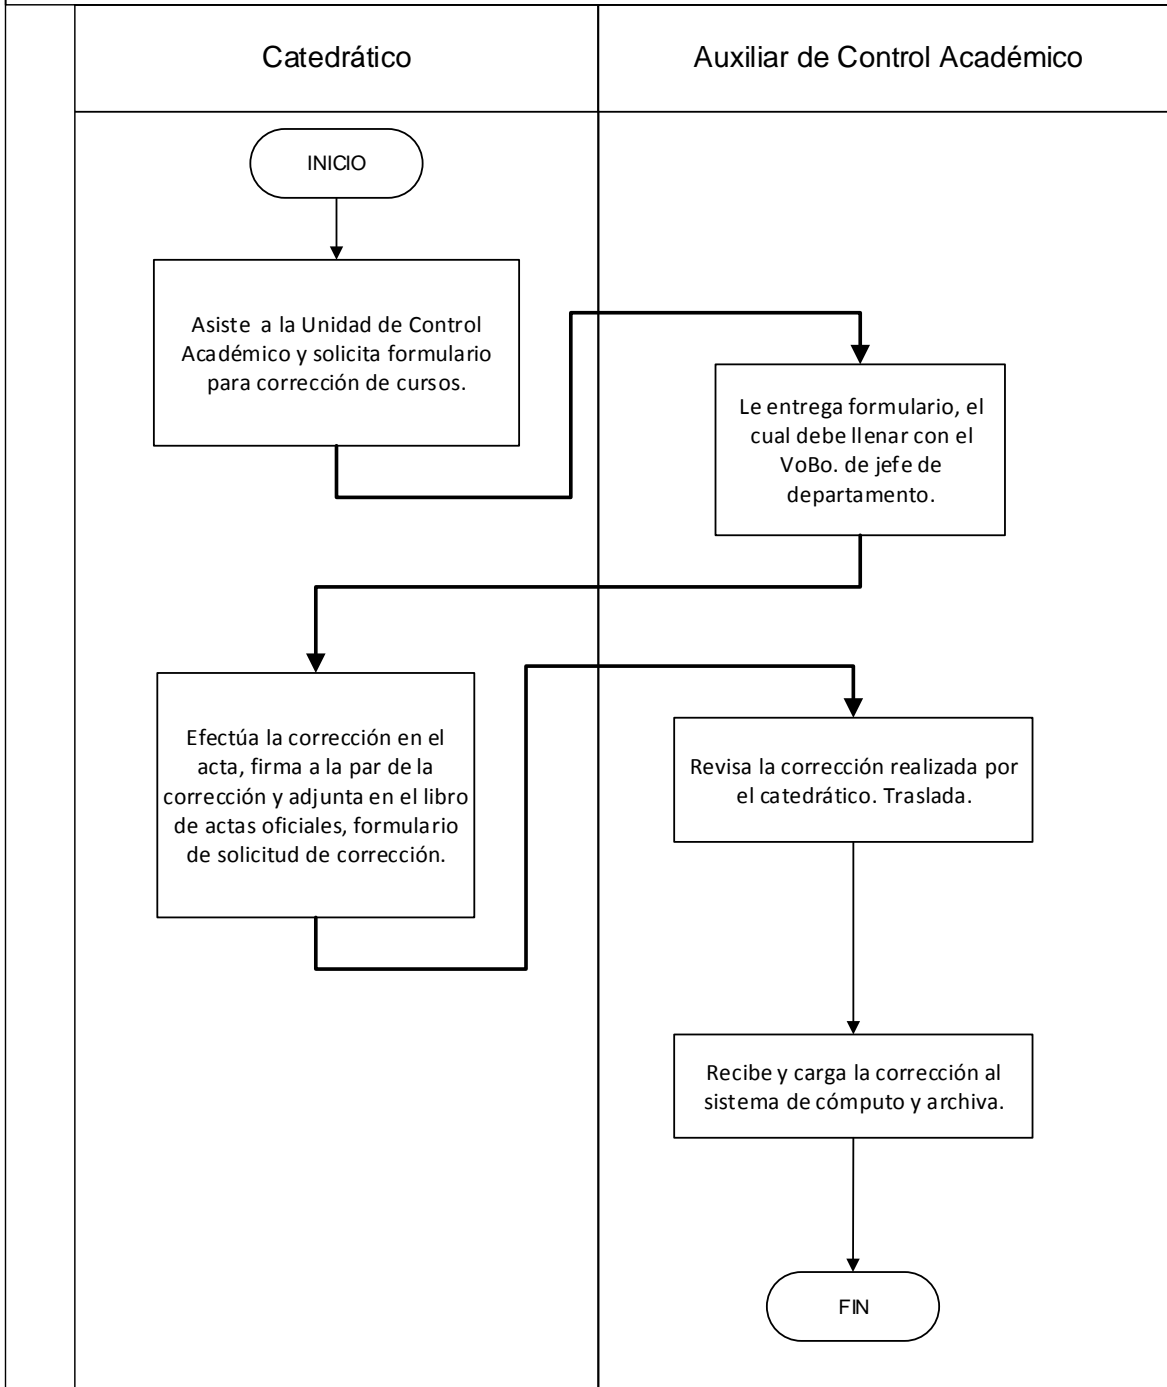 Catedrático
Auxiliar de Control Académico
INICIO
Asiste a la Unidad de Control
Académico y solicita formulario
para corrección de cursos.
Le entrega formulario, el
cual debe llenar con el
VoBo. de jefe de
departamento.
Efectúa la corrección en el
acta, firma a la par de la
corrección y adjunta en el libro
de actas oficiales, formulario
de solicitud de corrección.
Revisa la corrección realizada por
el catedrático. Traslada.
Recibe y carga la corrección al
sistema de cómputo y archiva.
FIN